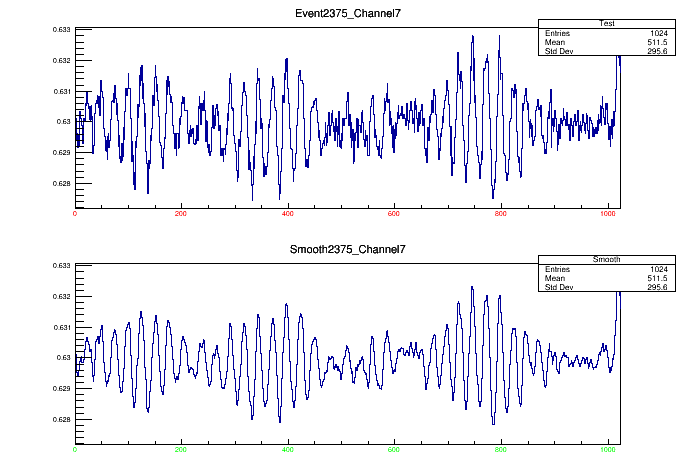 Event2375_Channel7
Test
Entries 1024
Mean 511.5
Std Dev 295.6
0.633
0.632
0.631
0.63
0.629
0.628
0 200 400 600 800 1000
Smooth2375_Channel7
Smooth
Entries 1024
Mean 511.5
Std Dev 295.6
0.633
0.632
0.631
0.63
0.629
0.628
0 200 400 600 800 1000